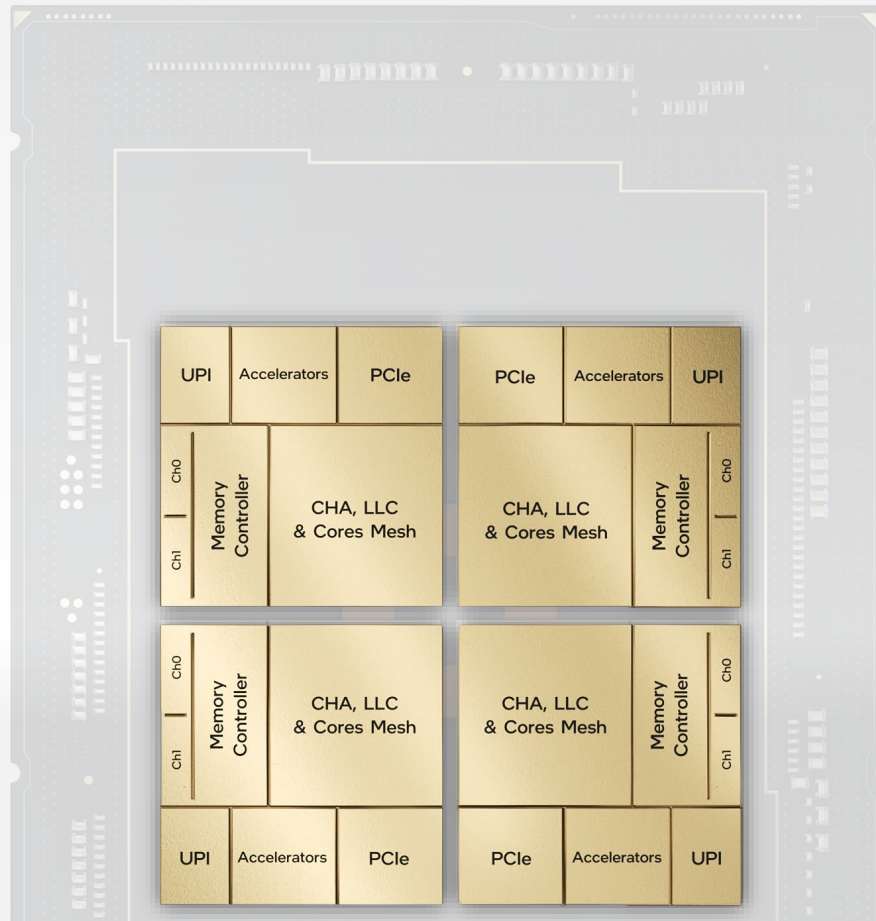 UPI
Accelerators
PCIe
PCIe
Accelerators
UPI
Ch0
Ch1
Memory
Controller
CHA, LLC
& Cores Mesh
CHA, LLC
& Cores Mesh
Memory
Controller
Ch0
Ch1
Ch0
Ch1
Memory
Controller
CHA, LLC
& Cores Mesh
CHA, LLC
& Cores Mesh
Memory
Controller
Ch0
Ch1
UPI
Accelerators
PCIe
PCIe
Accelerators
UPI